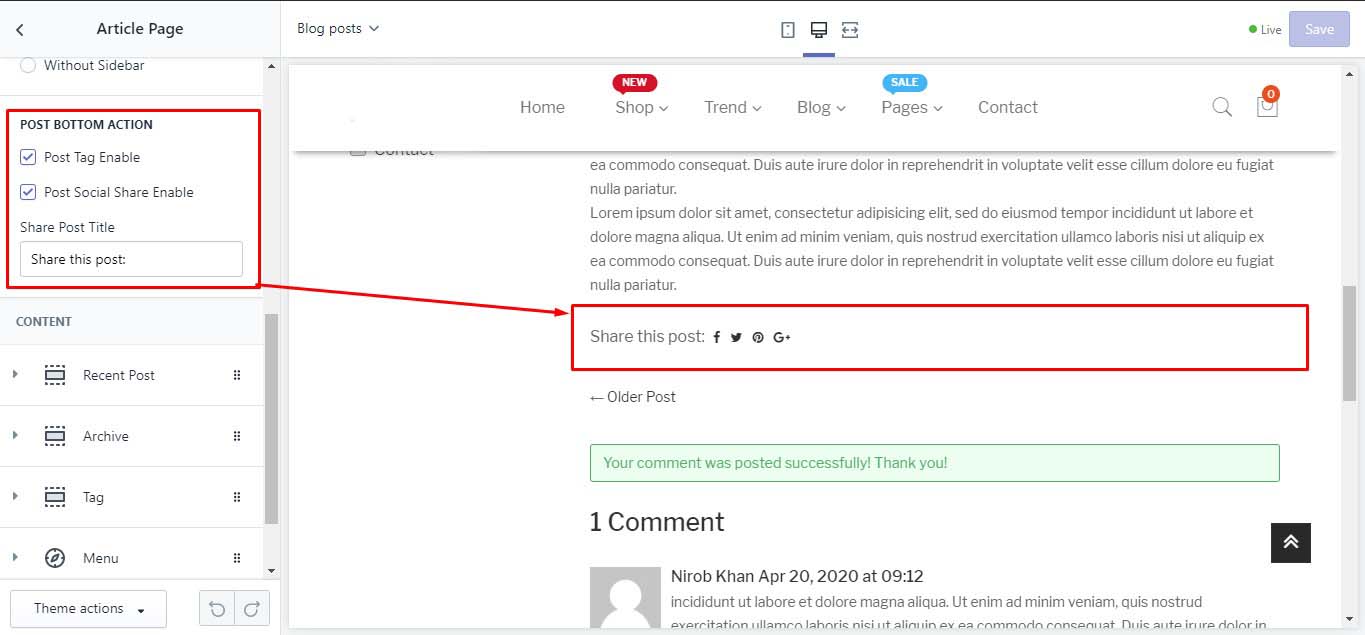 Article Page
Without Sidebar
POST BOTTOM ACTION
Post Tag Enable
Post Social Share Enable
Share Post Title
Share this post:
CONTENT
Recent Post
Archive
Tag
Menu
Theme actions
Blog posts
Live
Save
NEW
SALE
Home
Shop
Trend
Blog
Pages
Contact
0
Contact
ea commodo consequat. Duis aute irure dolor in reprehendrit in voluptate velit esse cillum dolore eu fugiat
nulla pariatur.
Lorem ipsum dolor sit amet, consectetur adipisicing elit, sed do eiusmod tempor incididunt ut labore et
dolore magna aliqua. Ut enim ad minim veniam, quis nostrud exercitation ullamco laboris nisi ut aliquip ex
ea commodo consequat. Duis aute irure dolor in reprehendrit in voluptate velit esse cillum dolore eu fugiat
nulla pariatur.
Share this post:
← Older Post
Your comment was posted successfully! Thank you!
1 Comment
Nirob Khan Apr 20, 2020 at 09:12
incididunt ut labore et dolore magna aliqua. Ut enim ad minim veniam, quis nostrud
exercitation ullamco laboris nisi ut aliquip ex ea commodo consequat. Duis aute irure dolor in